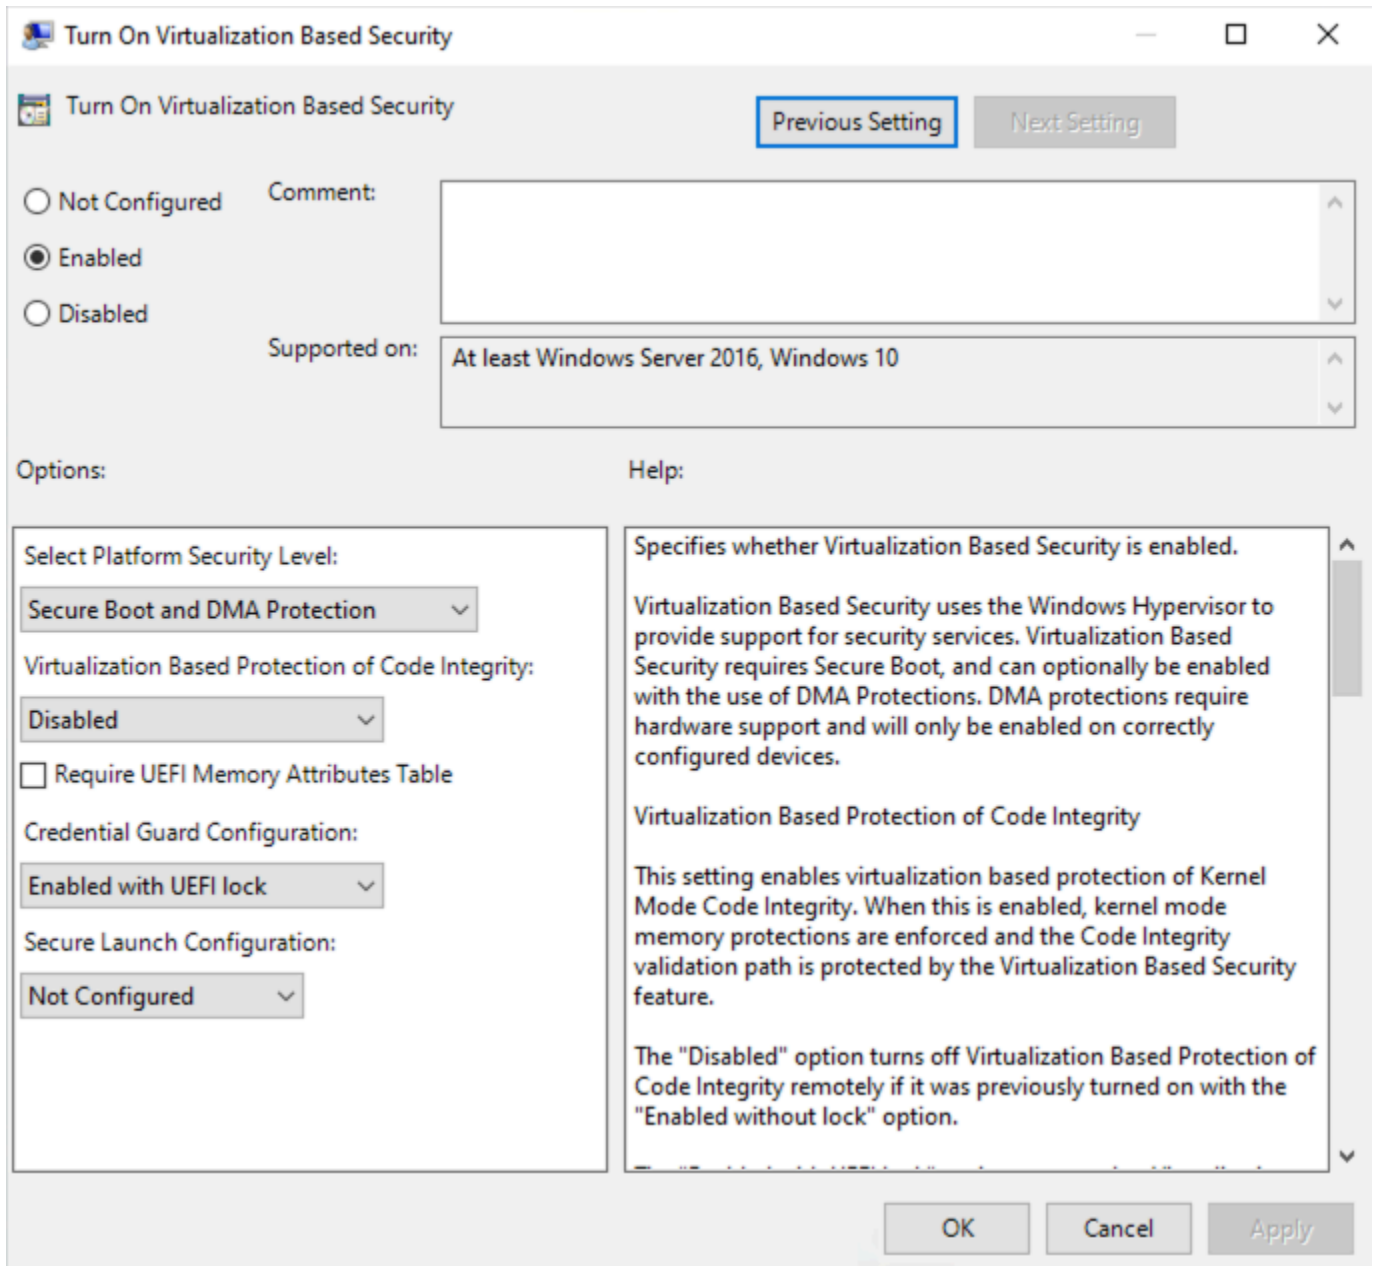 Turn On Virtualization Based Security
Turn On Virtualization Based Security
Previous Setting
Next Setting
Not Configured
Enabled
Disabled
Comment:
Supported on:
At least Windows Server 2016, Windows 10
Options:
Help:
Select Platform Security Level:
Secure Boot and DMA Protection
Virtualization Based Protection of Code Integrity:
Disabled
Require UEFI Memory Attributes Table
Credential Guard Configuration:
Enabled with UEFI lock
Secure Launch Configuration:
Not Configured
Specifies whether Virtualization Based Security is enabled.
Virtualization Based Security uses the Windows Hypervisor to
provide support for security services. Virtualization Based
Security requires Secure Boot, and can optionally be enabled
with the use of DMA Protections. DMA protections require
hardware support and will only be enabled on correctly
configured devices.
Virtualization Based Protection of Code Integrity
This setting enables virtualization based protection of Kernel
Mode Code Integrity. When this is enabled, kernel mode
memory protections are enforced and the Code Integrity
validation path is protected by the Virtualization Based Security
feature.
The "Disabled" option turns off Virtualization Based Protection of
Code Integrity remotely if it was previously turned on with the
"Enabled without lock" option.
OK
Cancel
Apply